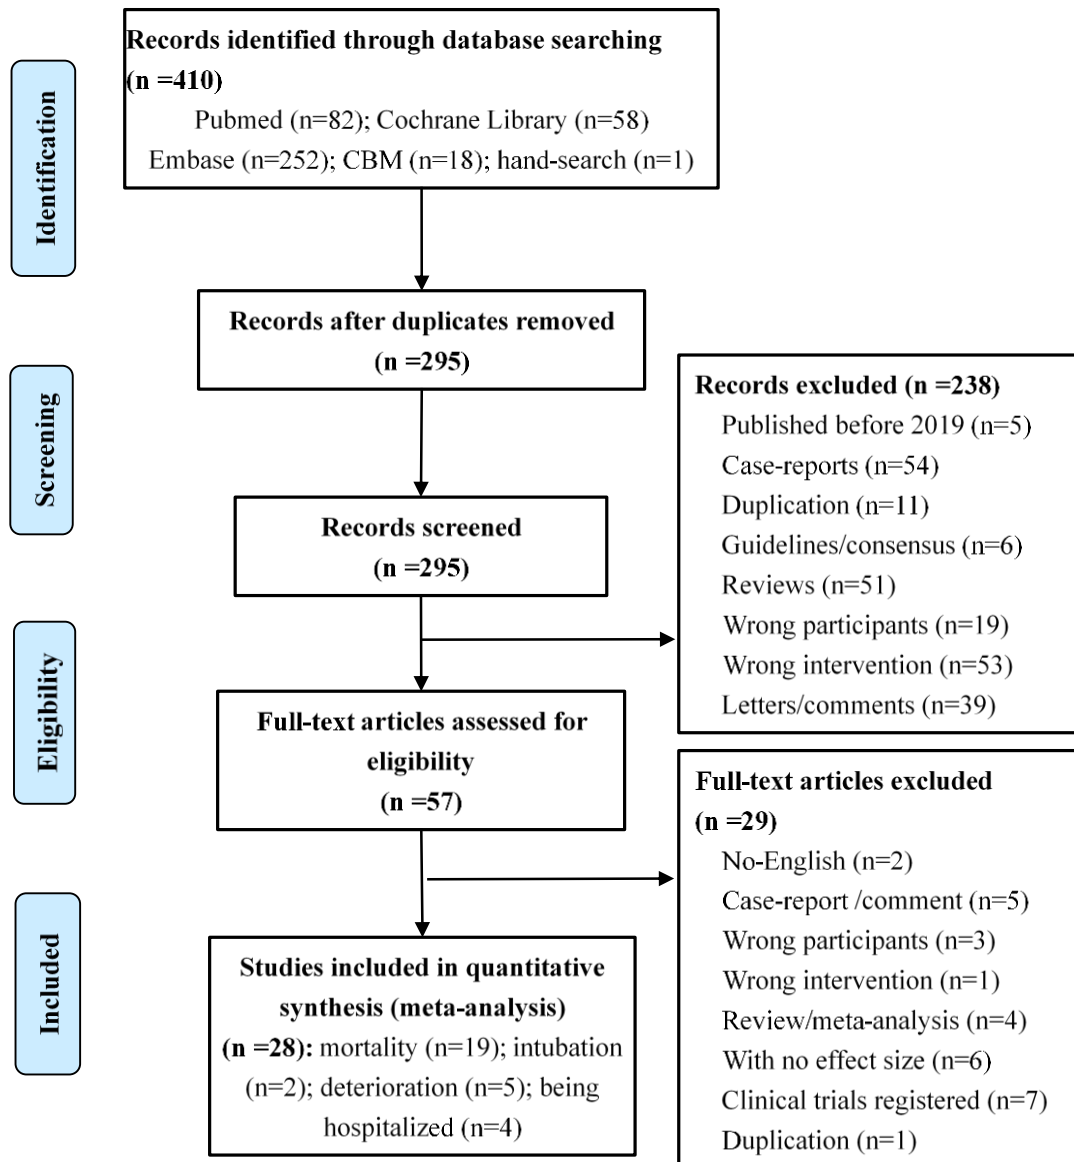 Records identified through database searching
(n =410)
Pubmed (n=82); Cochrane Library (n=58)
Embase (n=252); CBM (n=18); hand-search (n=1)
Identification
Records after duplicates removed
(n =295)
Screening
Records screened
(n =295)
Records excluded (n =238)
Published before 2019 (n=5)
Case-reports (n=54)
Duplication (n=11)
Guidelines/consensus (n=6)
Reviews (n=51)
Wrong participants (n=19)
Wrong intervention (n=53)
Letters/comments (n=39)
Eligibility
Full-text articles assessed for
eligibility
(n =57)
Full-text articles excluded
(n =29)
No-English (n=2)
Case-report /comment (n=5)
Wrong participants (n=3)
Wrong intervention (n=1)
Review/meta-analysis (n=4)
With no effect size (n=6)
Clinical trials registered (n=7)
Duplication (n=1)
Included
Studies included in quantitative
synthesis (meta-analysis)
(n =28): mortality (n=19); intubation
(n=2); deterioration (n=5); being
hospitalized (n=4)